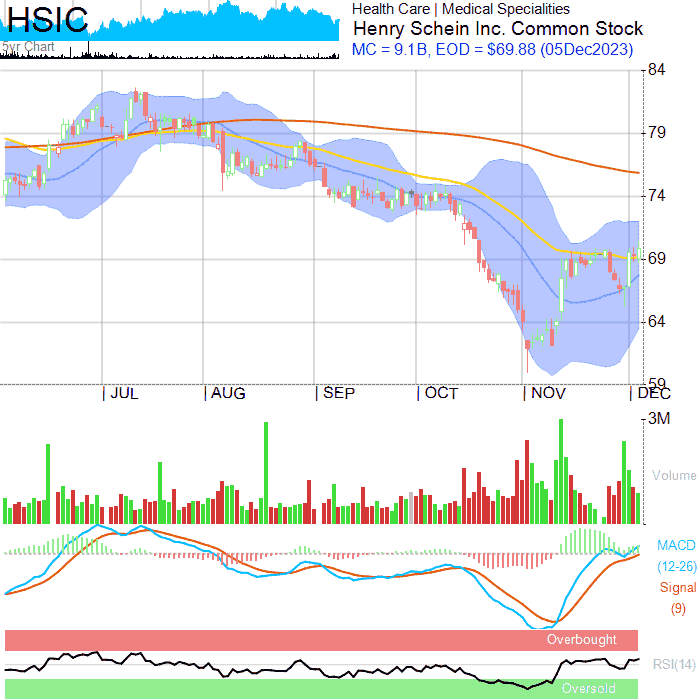 HSIC
5yr Chart
Health Care | Medical Specialities
Henry Schein Inc. Common Stock
MC = 9.1B, EOD = $69.88 (05Dec2023)
84
79
74
69
64
59
JUL AUG SEP OCT NOV DEC
3M
Volume
MACD
(12-26)
Signal
(9)
Overbought
RSI(14)
Oversold